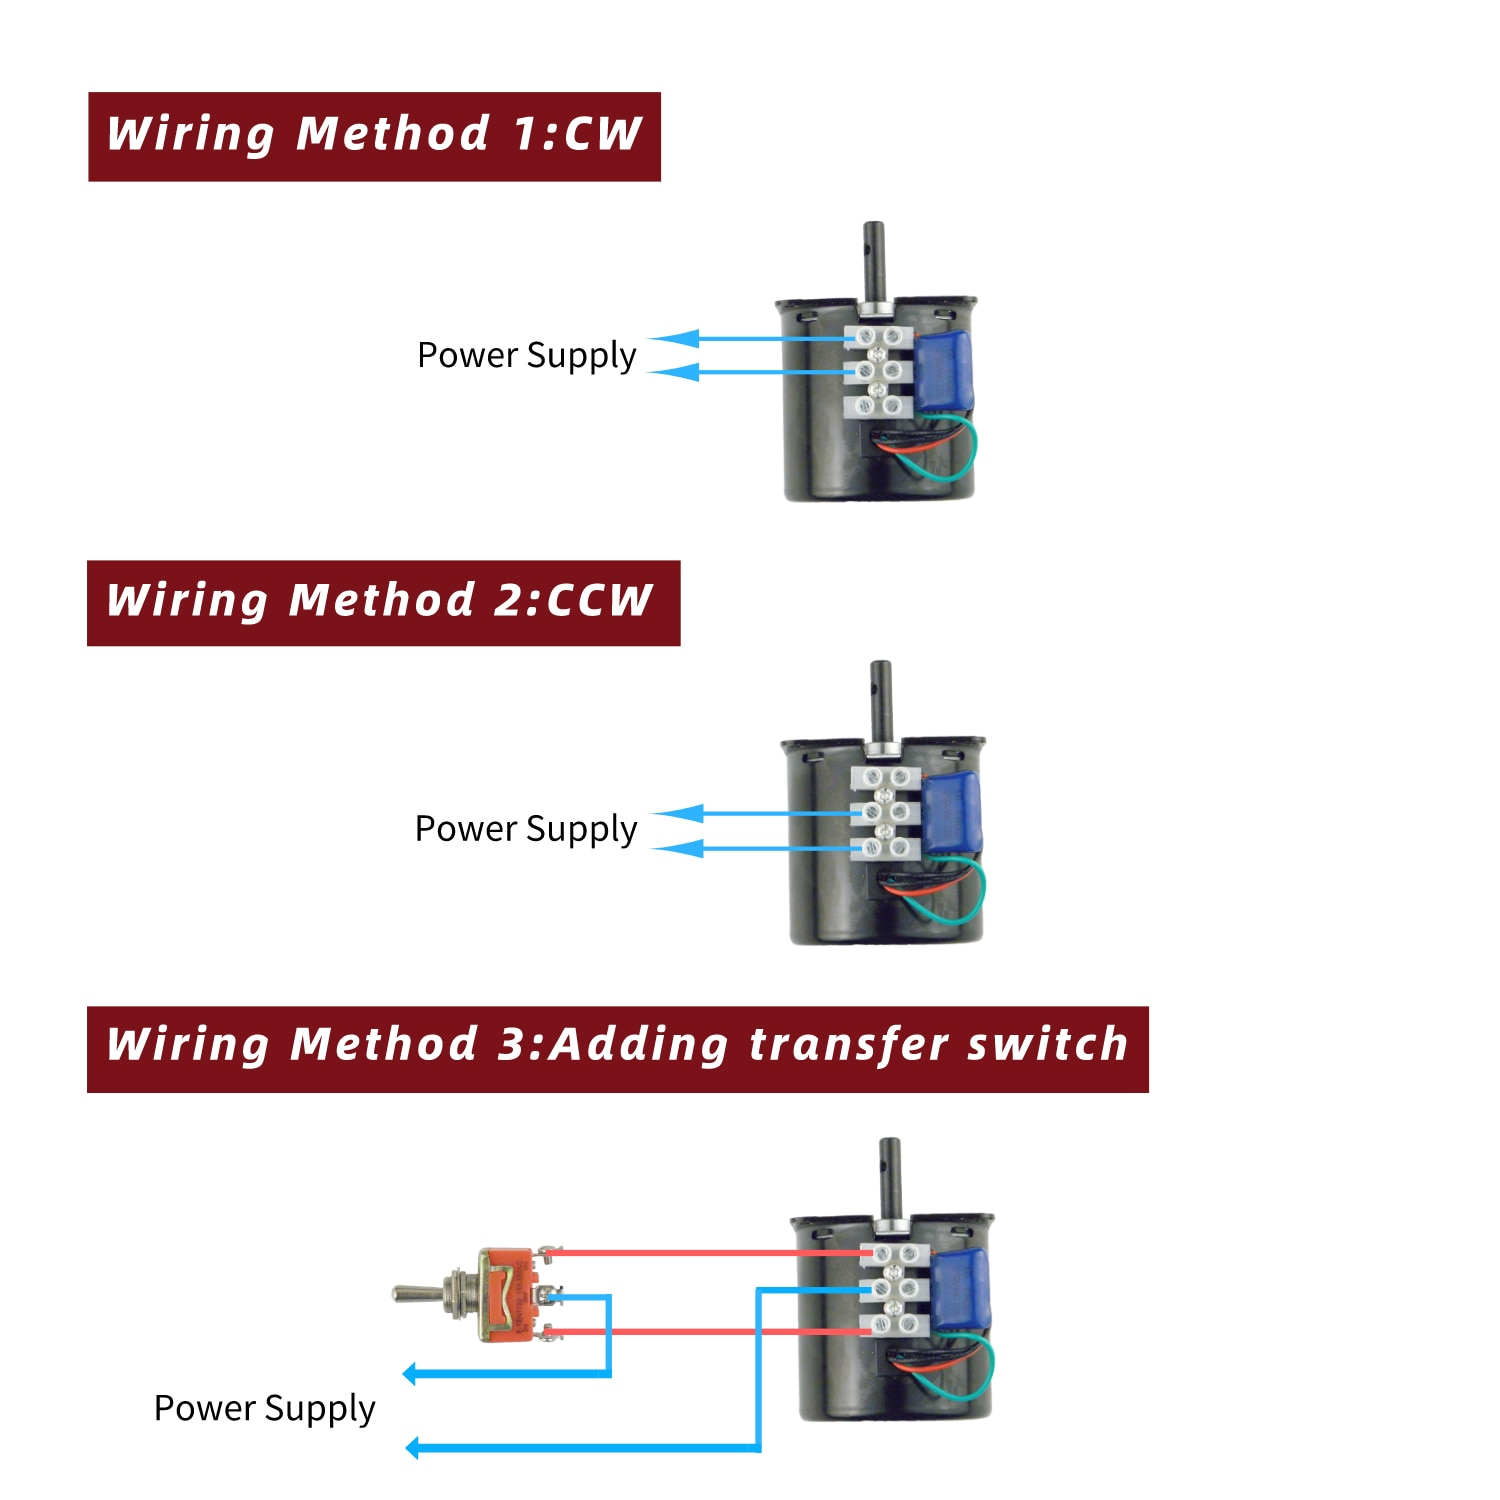 Wiring Method 1:CW
Power Supply
Wiring Method 2:CCW
Power Supply
Wiring Method 3:Adding transfer switch
Power Supply